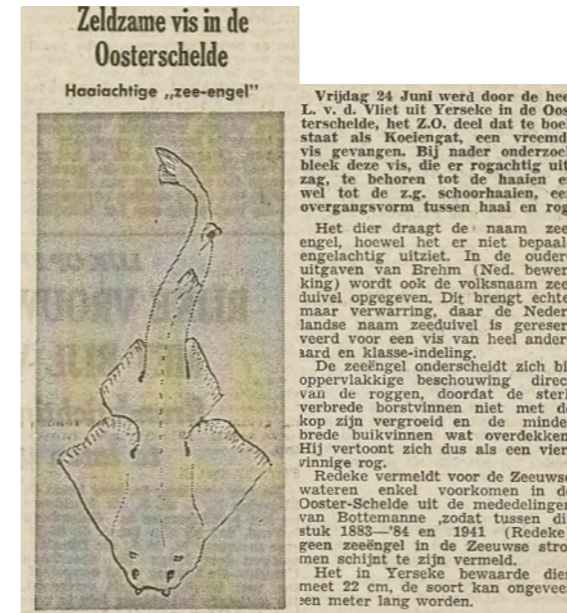 Zeldzame vis in de
Oosterschelde
Haaiachtige „zee-engel”
Vrijdag 24 Juni werd door de hee
L. v. d. Vliet uit Yerseke in de Oos
terschelde, het Z.O. deel dat te boe
staat als Koeiengat, een vreemd
vis gevangen. Bij nader onderzoe
bleek deze vis, die er rogachtig uit
zag, te behoren tot de haaien e
wel tot de z.g. schoorhaaien, ee
overgangsvorm tussen haai en rog
Het dier draagt de naam zee
engel, hoewel het er niet bepaal
engelachtig uitziet. In de ouder
uitgaven van Brehm (Ned. bewer
king) wordt ook de volksnaam zee
duivel opgegeven. Dit brengt echte
maar verwarring, daar de Neder
landse naam zeeduivel is gereser
veerd voor een vis van heel ander
aard en klasse-indeling.
De zeeëngel onderscheidt zich bi
oppervlakkige beschouwing direc
van de roggen, doordat de sterk
verbrede borstvinnen niet met d
kop zijn vergroeid en de minde
brede buikvinnen wat overdekken
Hij vertoont zich dus als een vier
vinnige rog.
Redeke vermeldt voor de Zeeuwse
wateren enkel voorkomen in d
Ooster-Schelde uit de mededelingen
van Bottemanne ,zodat tussen di
stuk 1883—'84 en 1941 (Redeke
geen zeeëngel in de Zeeuwse stro
men schijnt te zijn vermeld.
Het in Yerseke bewaarde dier
meet 22 cm, de soort kan ongevee
een meter lang worden.